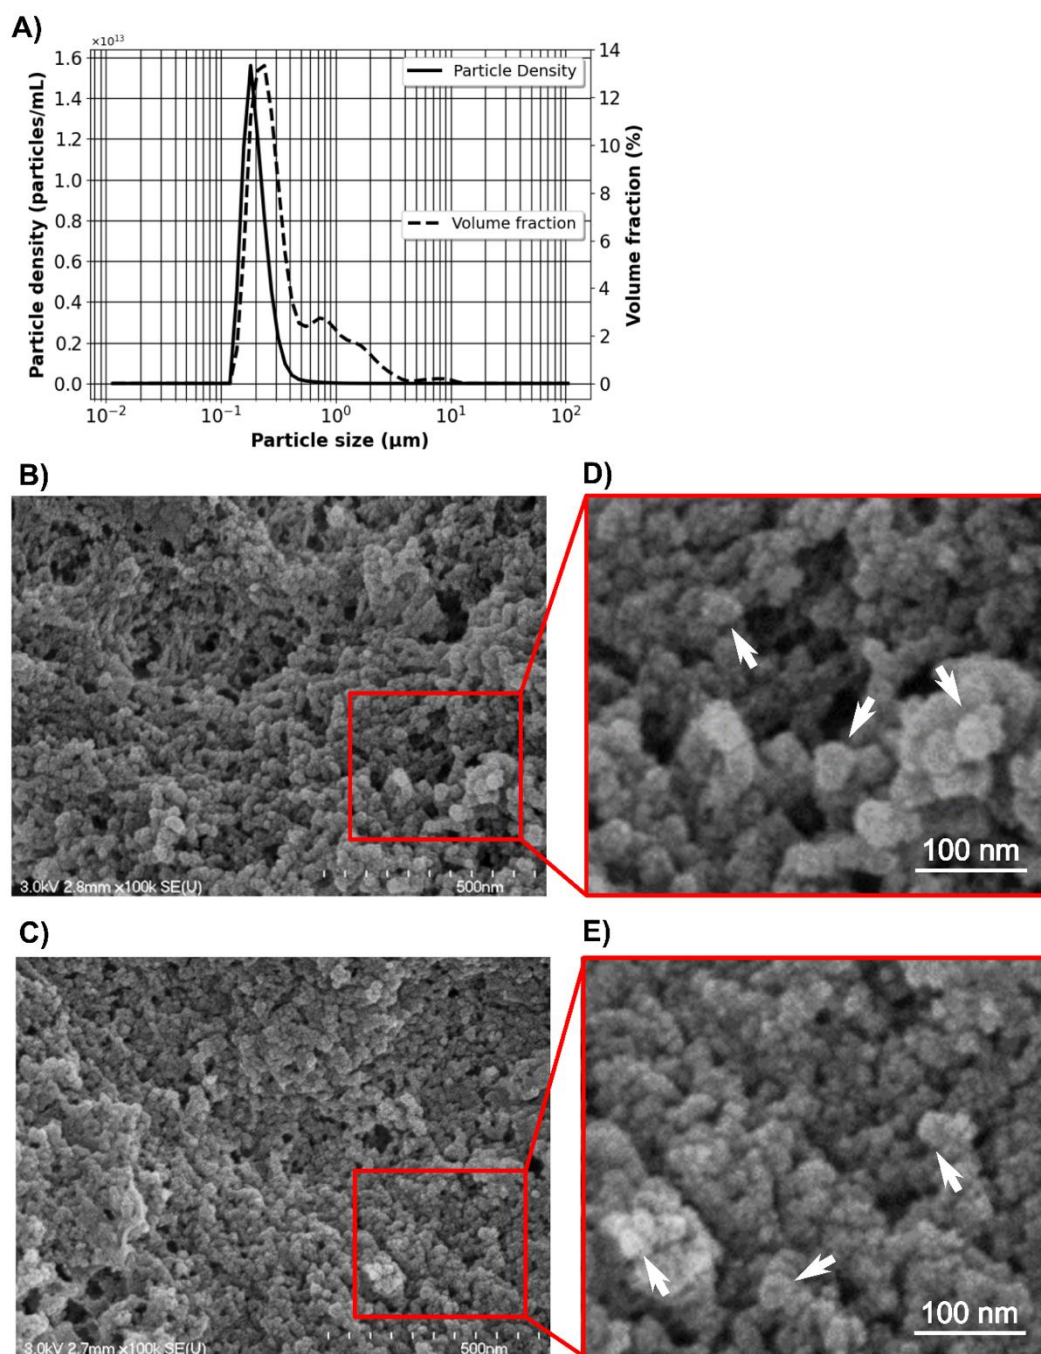 A)
×10¹³
Particle density (particles/mL)
1.6
1.4
1.2
1.0
0.8
0.6
0.4
0.2
0.0
Particle Density
Volume fraction
14
12
10
8
6
4
2
0
Volume fraction (%)
10⁻² 10⁻¹ 10⁰ 10¹ 10²
Particle size (μm)
B)
D)
3.0kV 2.8mm x100k SE(U) 500nm
100 nm
C)
E)
3.0kV 2.7mm x100k SE(U) 500nm
100 nm